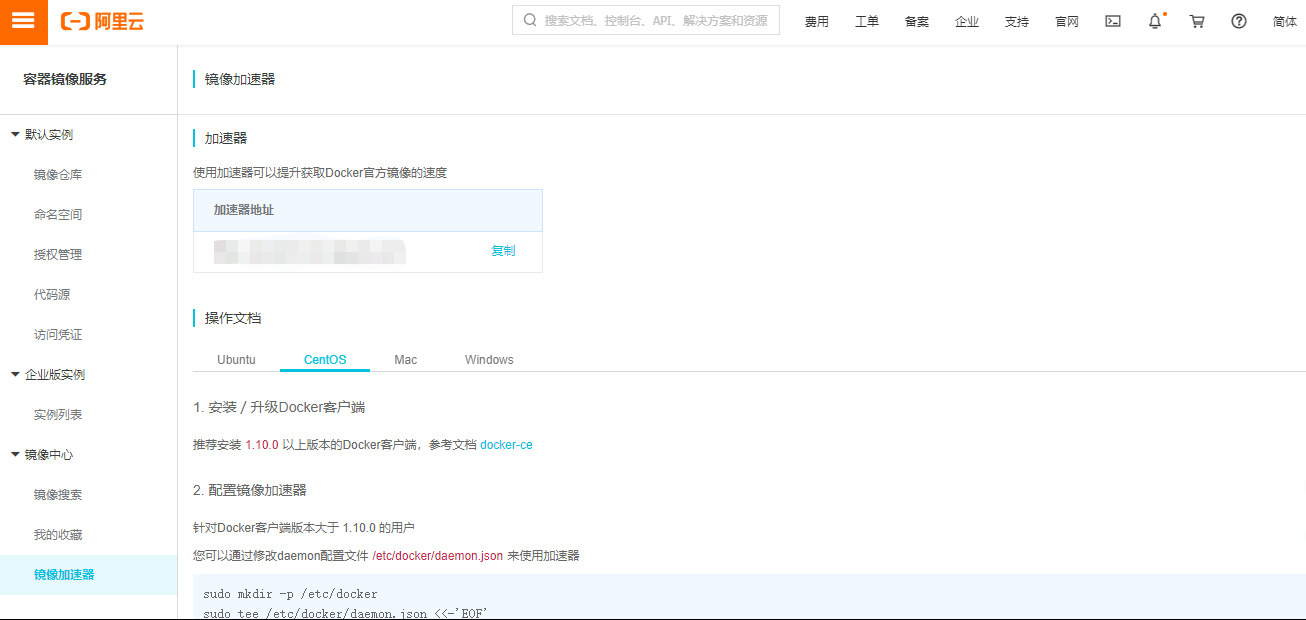 阿里云
搜索文档、控制台、API、解决方案和资源
费用 工单 备案 企业 支持 官网 简体
容器镜像服务
默认实例
镜像仓库
命名空间
授权管理
代码源
访问凭证
企业版实例
实例列表
镜像中心
镜像搜索
我的收藏
镜像加速器
镜像加速器
加速器
使用加速器可以提升获取Docker官方镜像的速度
加速器地址
复制
操作文档
Ubuntu CentOS Mac Windows
1. 安装 / 升级Docker客户端
推荐安装 1.10.0 以上版本的Docker客户端，参考文档 docker-ce
2. 配置镜像加速器
针对Docker客户端版本大于 1.10.0 的用户
您可以通过修改daemon配置文件 /etc/docker/daemon.json 来使用加速器
sudo mkdir -p /etc/docker
sudo tee /etc/docker/daemon.json <<-'EOF'